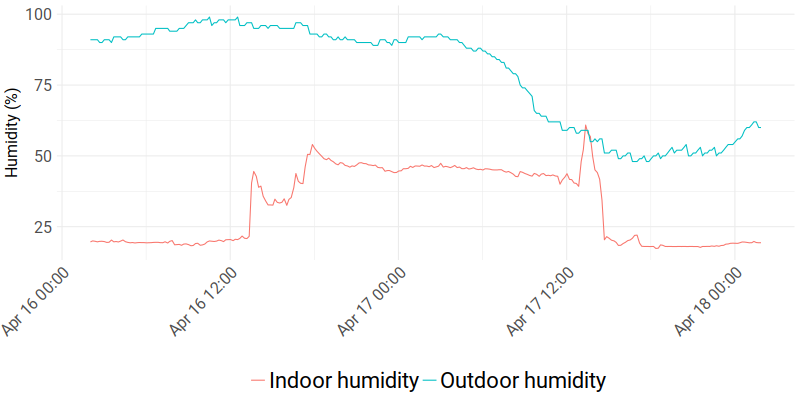 Humidity (%)
100
75
50
25
Apr 16 00:00
Apr 16 12:00
Apr 17 00:00
Apr 17 12:00
Apr 18 00:00
Indoor humidity
Outdoor humidity